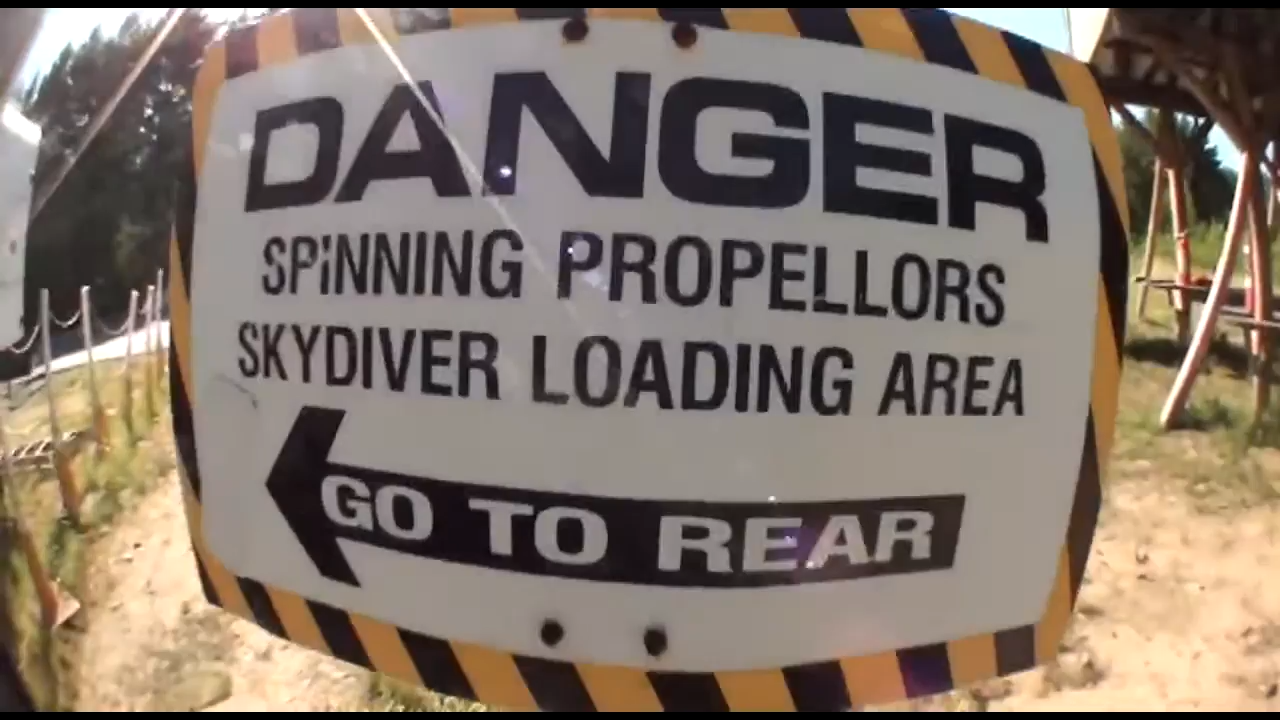 DANGER
SPINNING PROPELLORS
SKYDIVER LOADING AREA
GO TO REAR